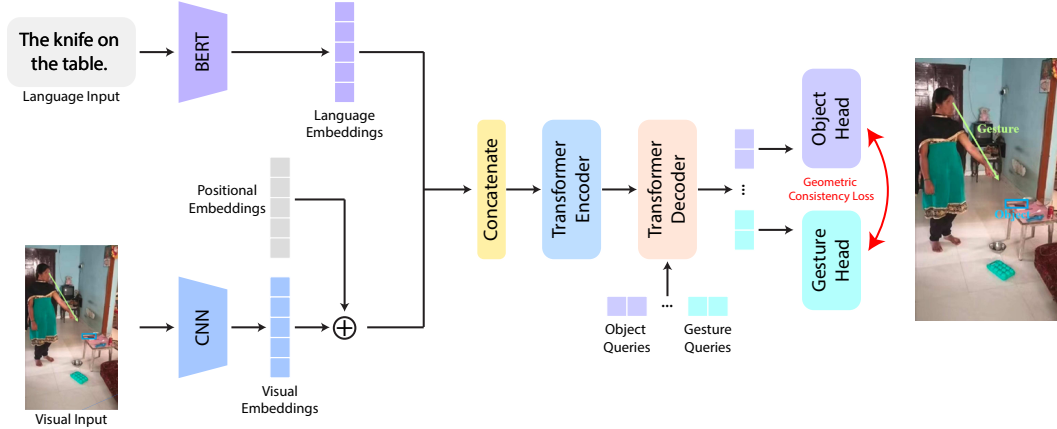 The knife on
the table.
Language Input
BERT
Language
Embeddings
Positional
Embeddings
Visual Input
CNN
Visual
Embeddings
Concatenate
Transformer
Encoder
Transformer
Decoder
...
Object
Queries
...
Gesture
Queries
Object
Head
Geometric
Consistency Loss
Gesture
Head
Gesture
Object